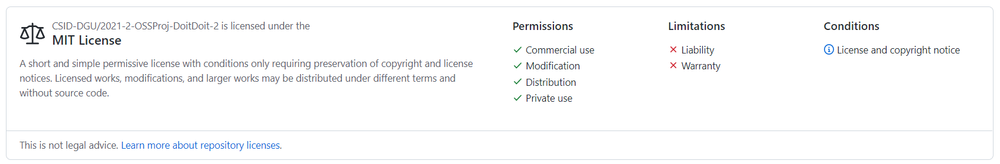 CSID-DGU/2021-2-OSSProj-DoitDoit-2 is licensed under the
MIT License
A short and simple permissive license with conditions only requiring preservation of copyright and license
notices. Licensed works, modifications, and larger works may be distributed under different terms and
without source code.
Permissions
Commercial use
Modification
Distribution
Private use
Limitations
Liability
Warranty
Conditions
License and copyright notice
This is not legal advice. Learn more about repository licenses.